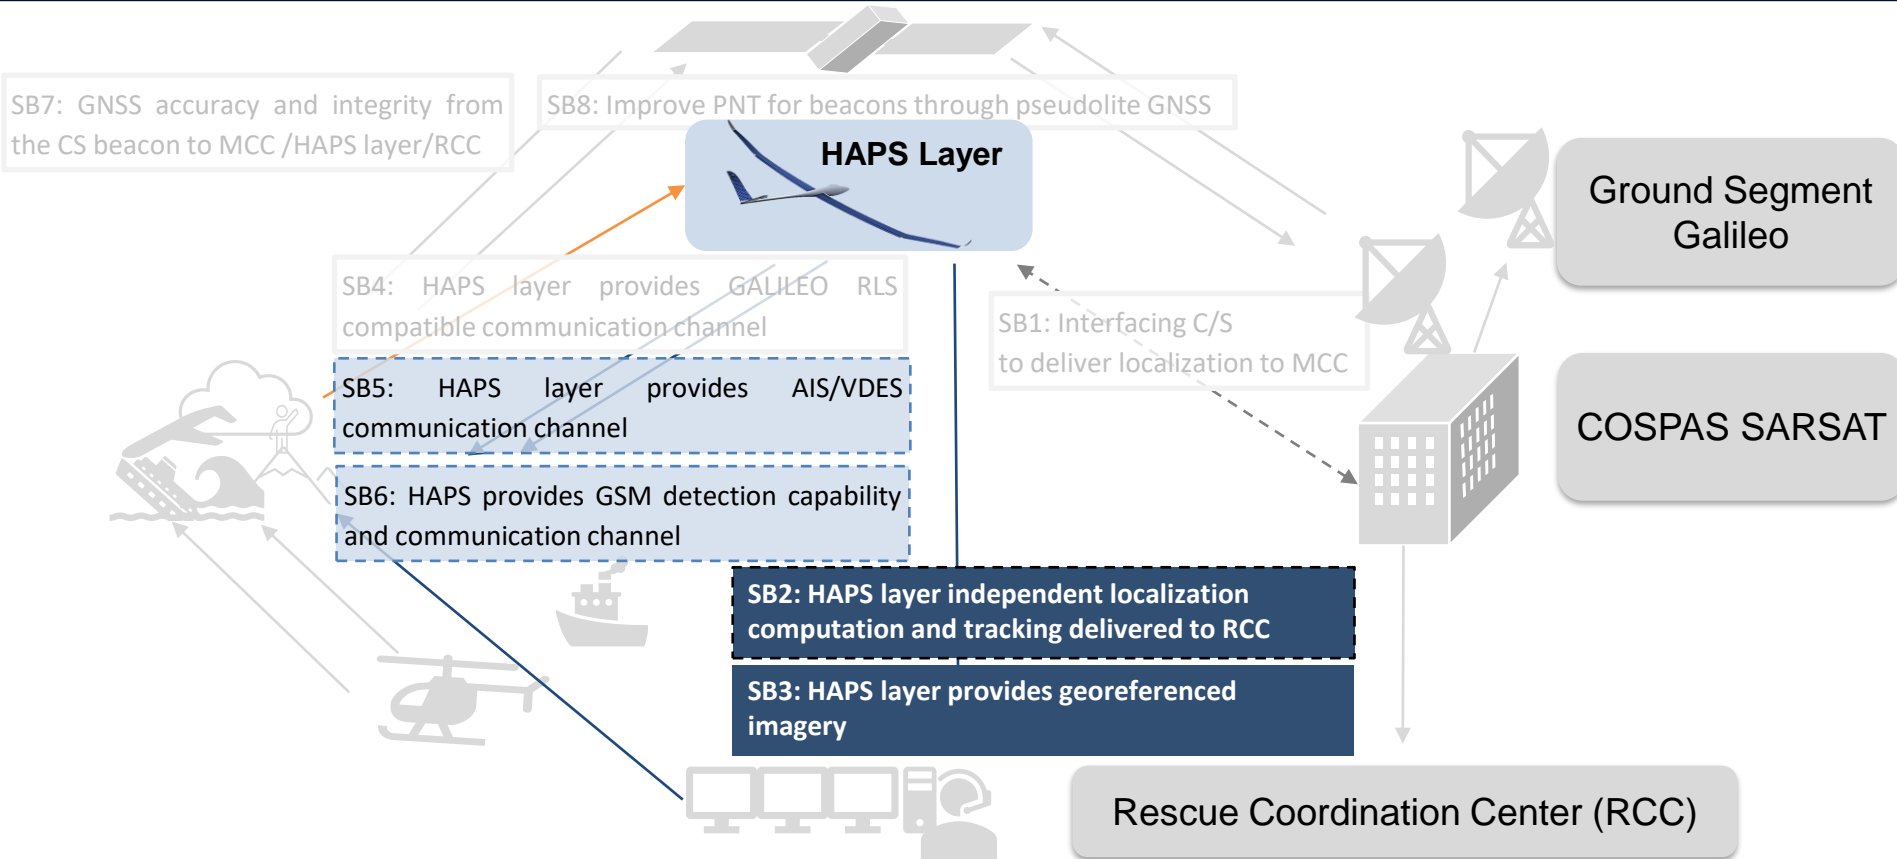 SB7: GNSS accuracy and integrity from
the CS beacon to MCC /HAPS layer/RCC
SB8: Improve PNT for beacons through pseudolite GNSS
HAPS Layer
Ground Segment
Galileo
SB4: HAPS layer provides GALILEO RLS
compatible communication channel
SB1: Interfacing C/S
to deliver localization to MCC
SB5: HAPS layer provides AIS/VDES
communication channel
COSPAS SARSAT
SB6: HAPS provides GSM detection capability
and communication channel
SB2: HAPS layer independent localization
computation and tracking delivered to RCC
SB3: HAPS layer provides georeferenced
imagery
Rescue Coordination Center (RCC)